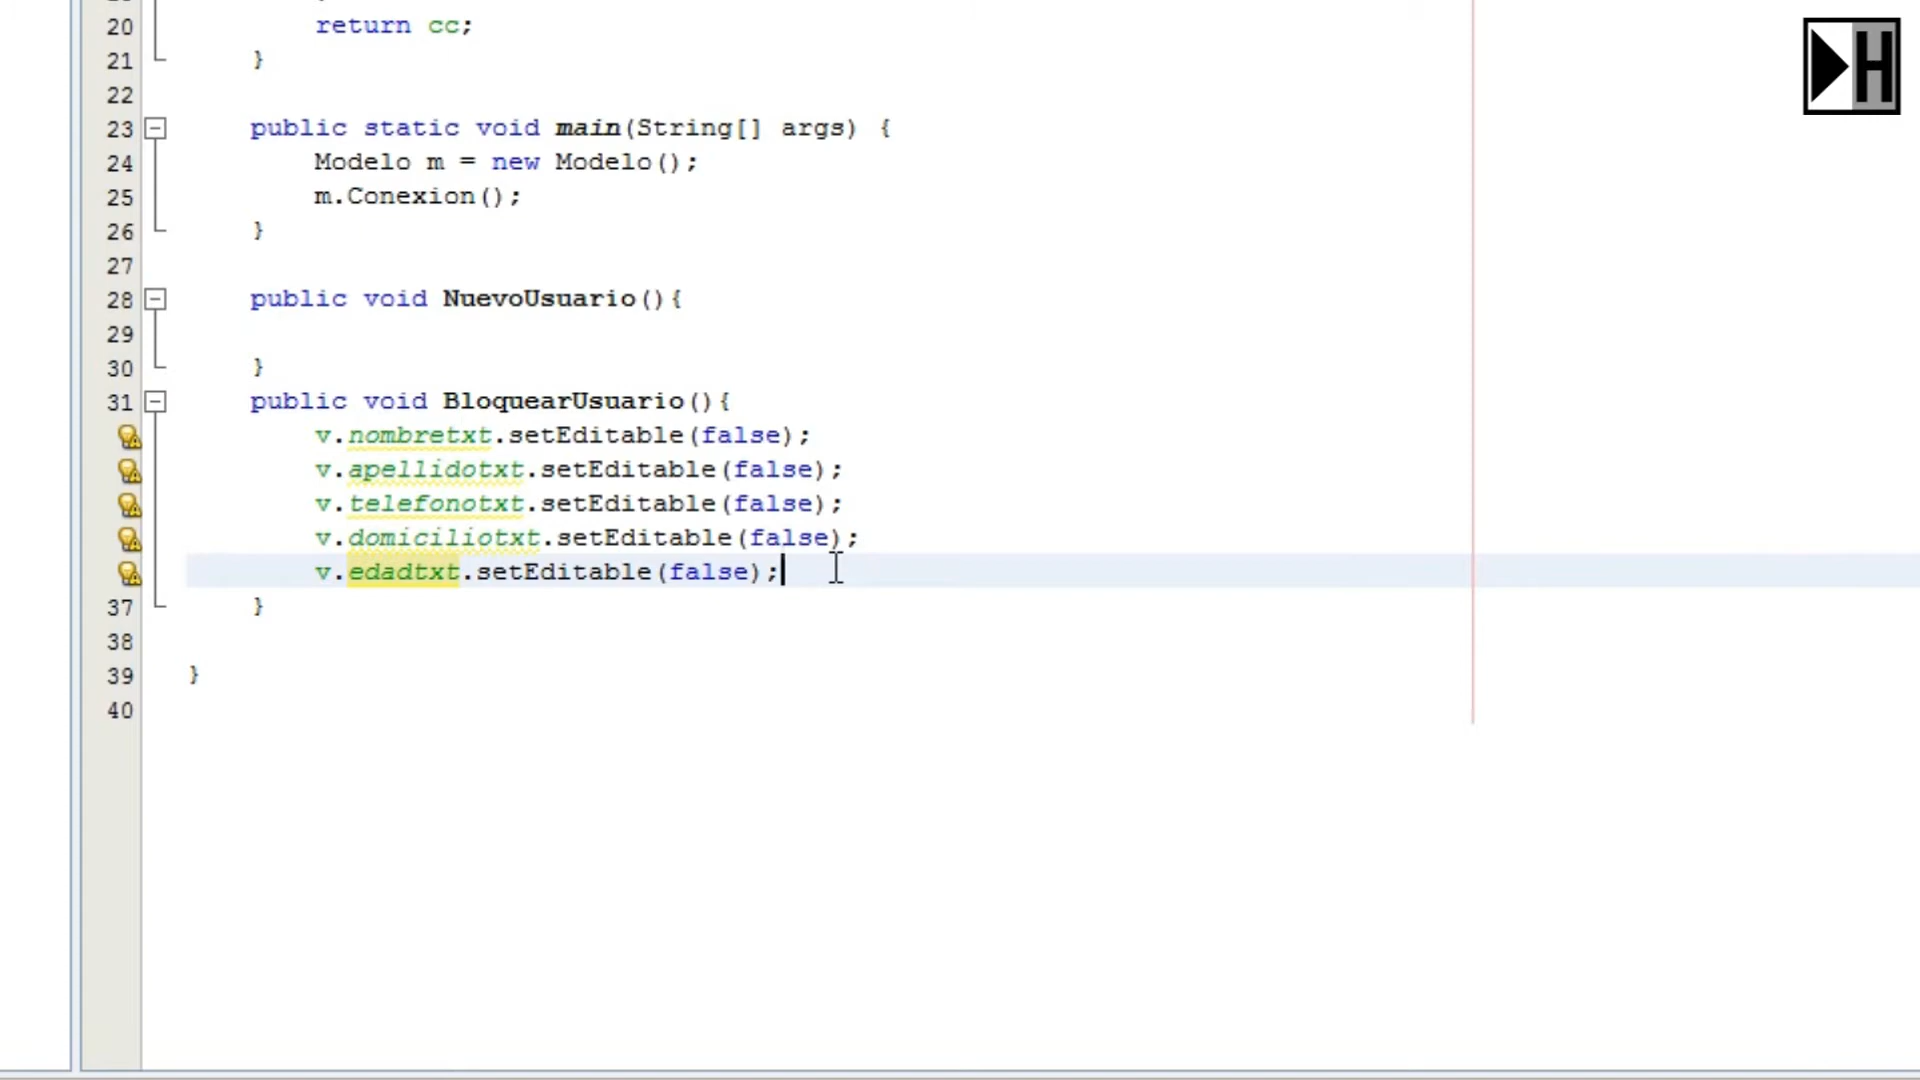 20 return cc;
21 }
22
23 public static void main(String[] args) {
24 Modelo m = new Modelo();
25 m.Conexion();
26 }
27
28 public void NuevoUsuario(){
29
30 }
31 public void BloquearUsuario(){
v.nombretxt.setEditable(false);
v.apellidotxt.setEditable(false);
v.telefonotxt.setEditable(false);
v.domiciliotxt.setEditable(false);
v.edadtxt.setEditable(false);
37 }
38
39 }
40
H